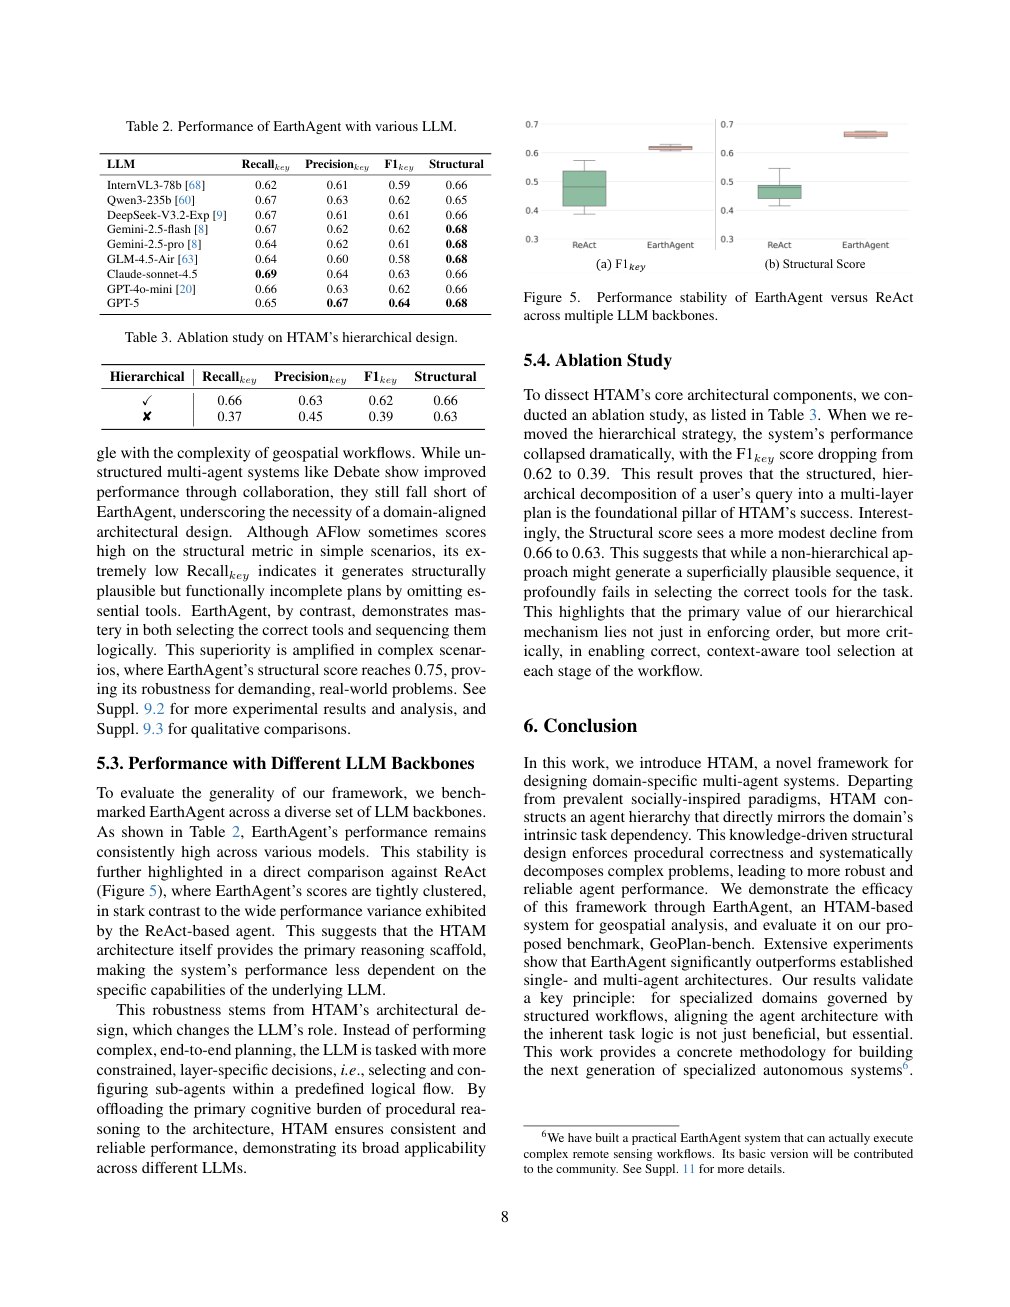 Table 2. Performance of EarthAgent with various LLM.
LLM Recallkey Precisionkey F1key Structural
InternVL3-78b [68] 0.62 0.61 0.59 0.66
Qwen3-235b [60] 0.67 0.63 0.62 0.65
DeepSeek-V3.2-Exp [9] 0.67 0.61 0.61 0.66
Gemini-2.5-flash [8] 0.67 0.62 0.62 0.68
Gemini-2.5-pro [8] 0.64 0.62 0.61 0.68
GLM-4.5-Air [63] 0.64 0.60 0.58 0.68
Claude-sonnet-4.5 0.69 0.64 0.63 0.66
GPT-4o-mini [20] 0.66 0.63 0.62 0.66
GPT-5 0.65 0.67 0.64 0.68
Table 3. Ablation study on HTAM's hierarchical design.
Hierarchical Recallkey Precisionkey F1key Structural
✓ 0.66 0.63 0.62 0.66
✘ 0.37 0.45 0.39 0.63
gle with the complexity of geospatial workflows. While un-
structured multi-agent systems like Debate show improved
performance through collaboration, they still fall short of
EarthAgent, underscoring the necessity of a domain-aligned
architectural design. Although AFlow sometimes scores
high on the structural metric in simple scenarios, its ex-
tremely low Recallkey indicates it generates structurally
plausible but functionally incomplete plans by omitting es-
sential tools. EarthAgent, by contrast, demonstrates mas-
tery in both selecting the correct tools and sequencing them
logically. This superiority is amplified in complex scenar-
ios, where EarthAgent's structural score reaches 0.75, prov-
ing its robustness for demanding, real-world problems. See
Suppl. 9.2 for more experimental results and analysis, and
Suppl. 9.3 for qualitative comparisons.
5.3. Performance with Different LLM Backbones
To evaluate the generality of our framework, we bench-
marked EarthAgent across a diverse set of LLM backbones.
As shown in Table 2, EarthAgent's performance remains
consistently high across various models. This stability is
further highlighted in a direct comparison against ReAct
(Figure 5), where EarthAgent's scores are tightly clustered,
in stark contrast to the wide performance variance exhibited
by the ReAct-based agent. This suggests that the HTAM
architecture itself provides the primary reasoning scaffold,
making the system's performance less dependent on the
specific capabilities of the underlying LLM.
This robustness stems from HTAM's architectural de-
sign, which changes the LLM's role. Instead of performing
complex, end-to-end planning, the LLM is tasked with more
constrained, layer-specific decisions, i.e., selecting and con-
figuring sub-agents within a predefined logical flow. By
offloading the primary cognitive burden of procedural rea-
soning to the architecture, HTAM ensures consistent and
reliable performance, demonstrating its broad applicability
across different LLMs.
0.7
0.6
0.5
0.4
0.3
ReAct EarthAgent
(a) F1key
0.7
0.6
0.5
0.4
0.3
ReAct EarthAgent
(b) Structural Score
Figure 5. Performance stability of EarthAgent versus ReAct
across multiple LLM backbones.
5.4. Ablation Study
To dissect HTAM's core architectural components, we con-
ducted an ablation study, as listed in Table 3. When we re-
moved the hierarchical strategy, the system's performance
collapsed dramatically, with the F1key score dropping from
0.62 to 0.39. This result proves that the structured, hier-
archical decomposition of a user's query into a multi-layer
plan is the foundational pillar of HTAM's success. Interest-
ingly, the Structural score sees a more modest decline from
0.66 to 0.63. This suggests that while a non-hierarchical ap-
proach might generate a superficially plausible sequence, it
profoundly fails in selecting the correct tools for the task.
This highlights that the primary value of our hierarchical
mechanism lies not just in enforcing order, but more crit-
ically, in enabling correct, context-aware tool selection at
each stage of the workflow.
6. Conclusion
In this work, we introduce HTAM, a novel framework for
designing domain-specific multi-agent systems. Departing
from prevalent socially-inspired paradigms, HTAM con-
structs an agent hierarchy that directly mirrors the domain's
intrinsic task dependency. This knowledge-driven structural
design enforces procedural correctness and systematically
decomposes complex problems, leading to more robust and
reliable agent performance. We demonstrate the efficacy
of this framework through EarthAgent, an HTAM-based
system for geospatial analysis, and evaluate it on our pro-
posed benchmark, GeoPlan-bench. Extensive experiments
show that EarthAgent significantly outperforms established
single- and multi-agent architectures. Our results validate
a key principle: for specialized domains governed by
structured workflows, aligning the agent architecture with
the inherent task logic is not just beneficial, but essential.
This work provides a concrete methodology for building
the next generation of specialized autonomous systems6.
6We have built a practical EarthAgent system that can actually execute
complex remote sensing workflows. Its basic version will be contributed
to the community. See Suppl. 11 for more details.
8